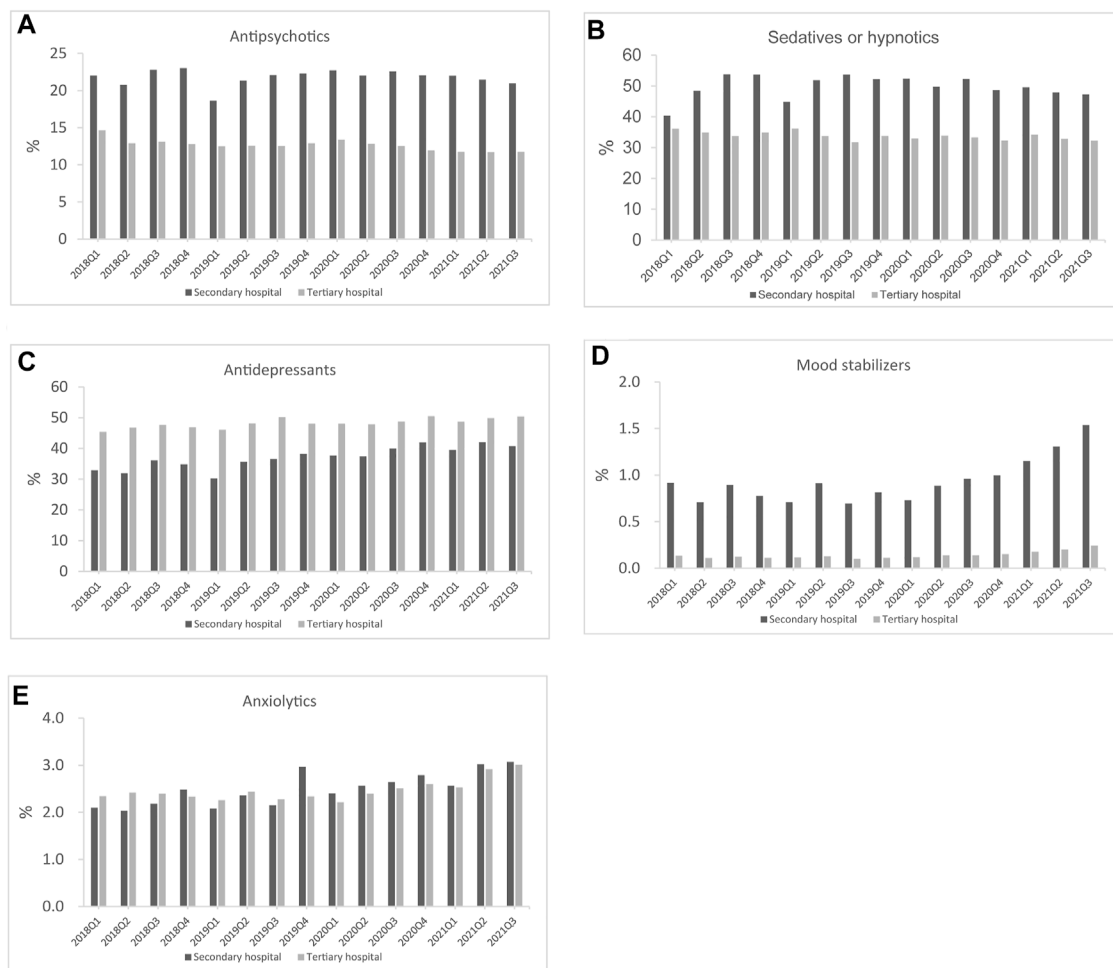 A
Antipsychotics
25
20
15
10
5
0
%
2018Q1 2018Q2 2018Q3 2018Q4 2019Q1 2019Q2 2019Q3 2019Q4 2020Q1 2020Q2 2020Q3 2020Q4 2021Q1 2021Q2 2021Q3
Secondary hospital Tertiary hospital
B
Sedatives or hypnotics
60
50
40
30
20
10
0
%
2018Q1 2018Q2 2018Q3 2018Q4 2019Q1 2019Q2 2019Q3 2019Q4 2020Q1 2020Q2 2020Q3 2020Q4 2021Q1 2021Q2 2021Q3
Secondary hospital Tertiary hospital
C
Antidepressants
60
50
40
30
20
10
0
%
2018Q1 2018Q2 2018Q3 2018Q4 2019Q1 2019Q2 2019Q3 2019Q4 2020Q1 2020Q2 2020Q3 2020Q4 2021Q1 2021Q2 2021Q3
Secondary hospital Tertiary hospital
D
Mood stabilizers
2.0
1.5
1.0
0.5
0.0
%
2018Q1 2018Q2 2018Q3 2018Q4 2019Q1 2019Q2 2019Q3 2019Q4 2020Q1 2020Q2 2020Q3 2020Q4 2021Q1 2021Q2 2021Q3
Secondary hospital Tertiary hospital
E
Anxiolytics
4.0
3.0
2.0
1.0
0.0
%
2018Q1 2018Q2 2018Q3 2018Q4 2019Q1 2019Q2 2019Q3 2019Q4 2020Q1 2020Q2 2020Q3 2020Q4 2021Q1 2021Q2 2021Q3
Secondary hospital Tertiary hospital